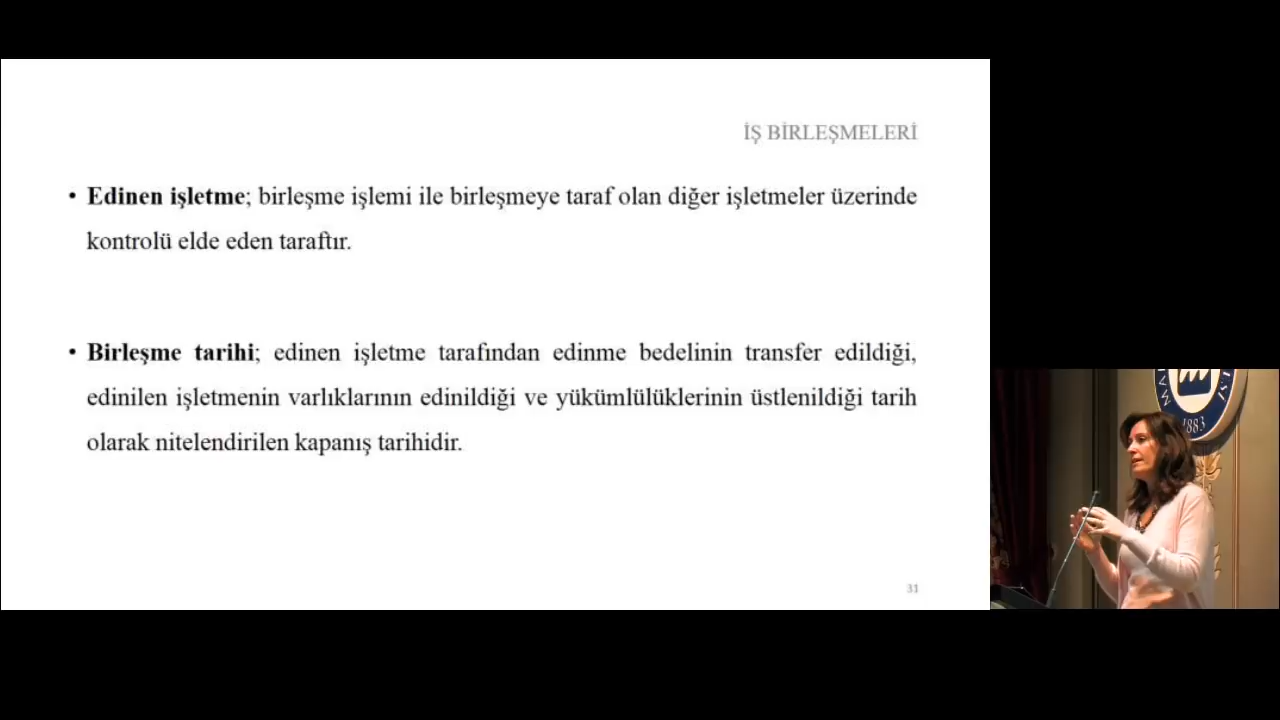 İŞ BİRLEŞMELERİ
• Edinen işletme; birleşme işlemi ile birleşmeye taraf olan diğer işletmeler üzerinde
kontrolü elde eden taraftır.
• Birleşme tarihi; edinen işletme tarafından edinme bedelinin transfer edildiği,
edinilen işletmenin varlıklarının edinildiği ve yükümlülüklerinin üstlenildiği tarih
olarak nitelendirilen kapanış tarihidir.
31
1883